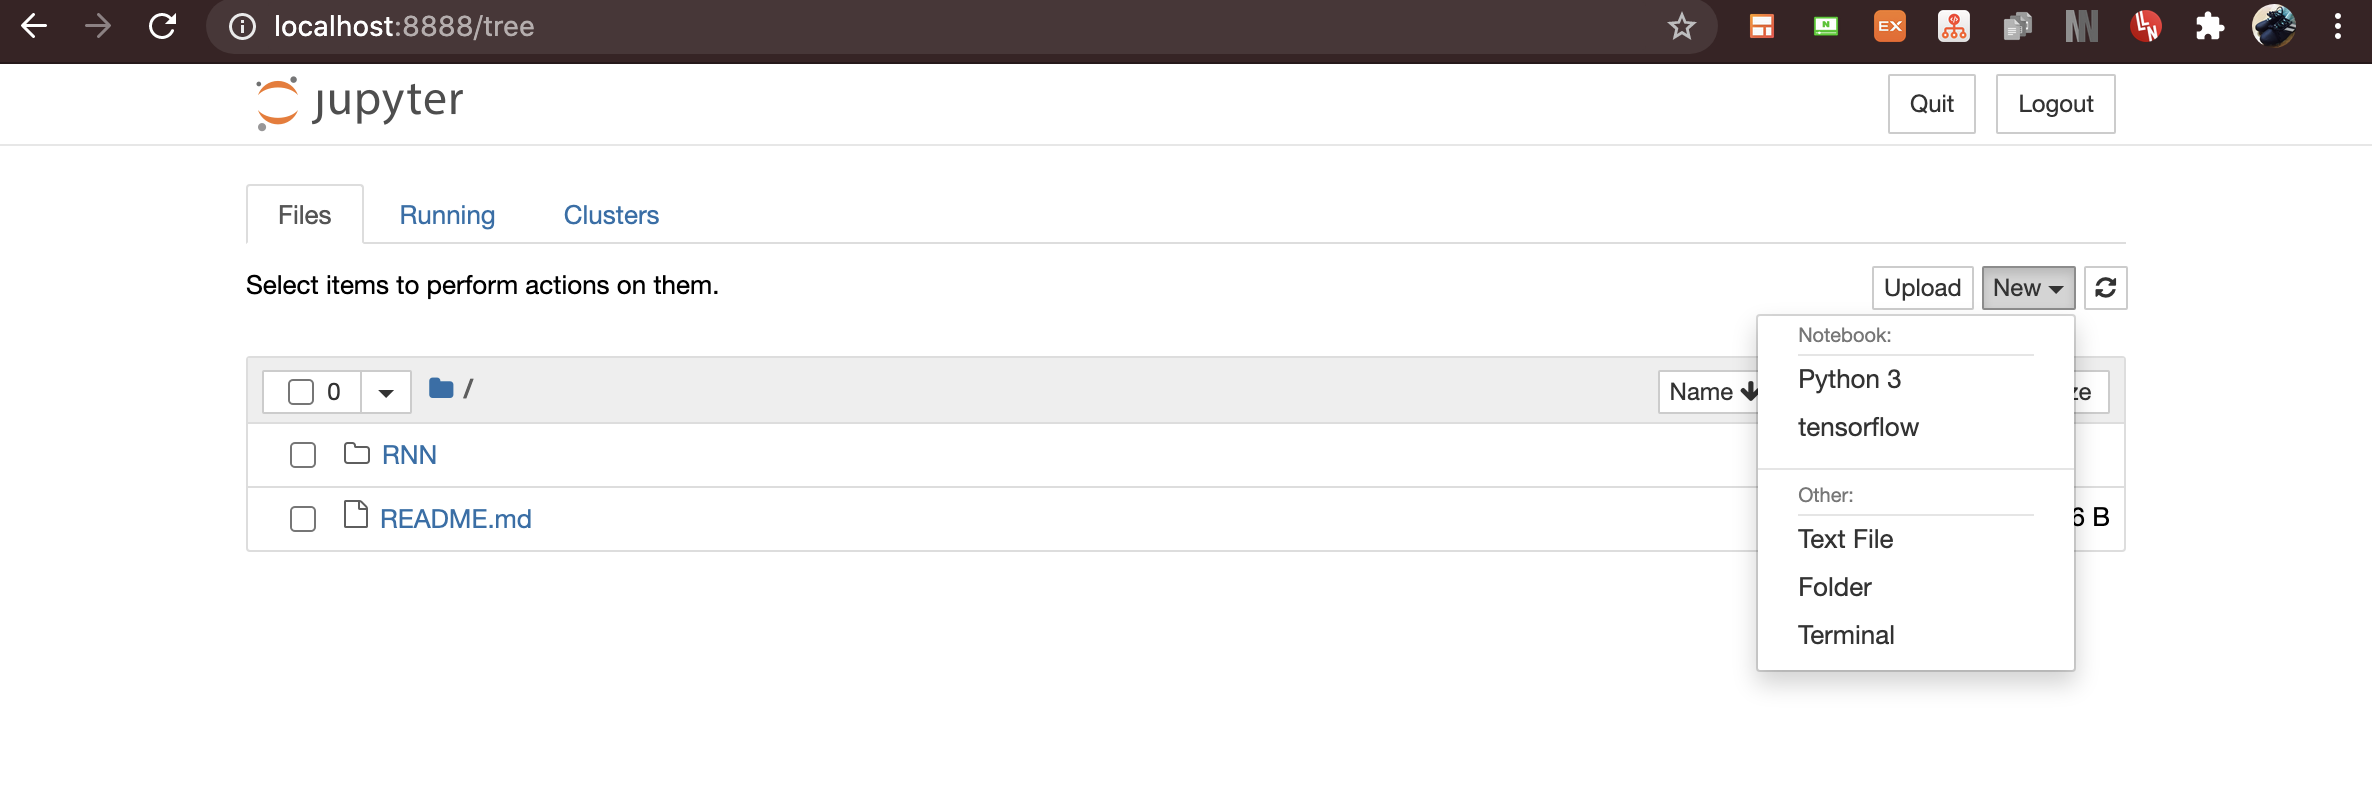 localhost:8888/tree
EX
N
LLN
jupyter
Quit
Logout
Files
Running
Clusters
Select items to perform actions on them.
Upload
New
Notebook:
Python 3
tensorflow
Other:
Text File
Folder
Terminal
0
/
Name
ze
RNN
README.md
6 B